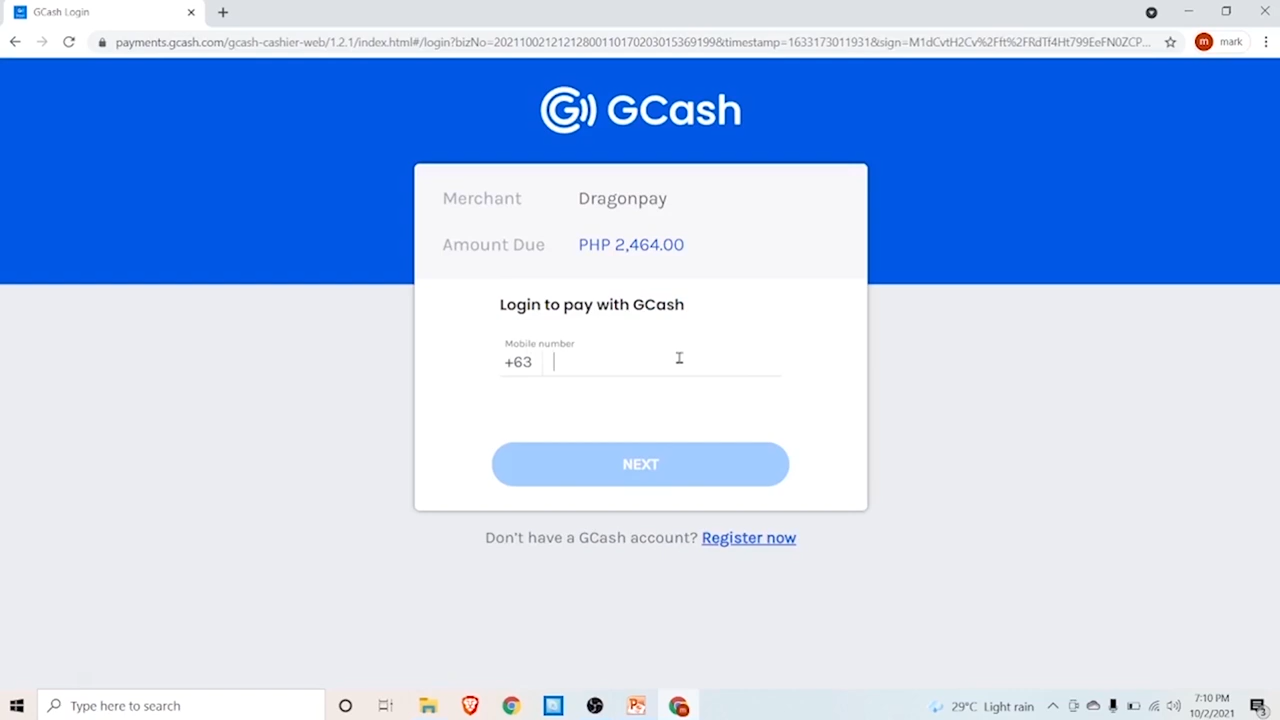 GCash Login
payments.gcash.com/gcash-cashier-web/1.2.1/index.html#/login?bizNo=20211002121212800110170203015369199&timestamp=1633173011931&sign=M1dCvtH2Cv%2Fft%2FRdTf4Ht799EeFN0ZCP...
m mark
GCash
Merchant Dragonpay
Amount Due PHP 2,464.00
Login to pay with GCash
Mobile number
+63
NEXT
Don't have a GCash account? Register now
Type here to search
29°C Light rain
7:10 PM
10/2/2021